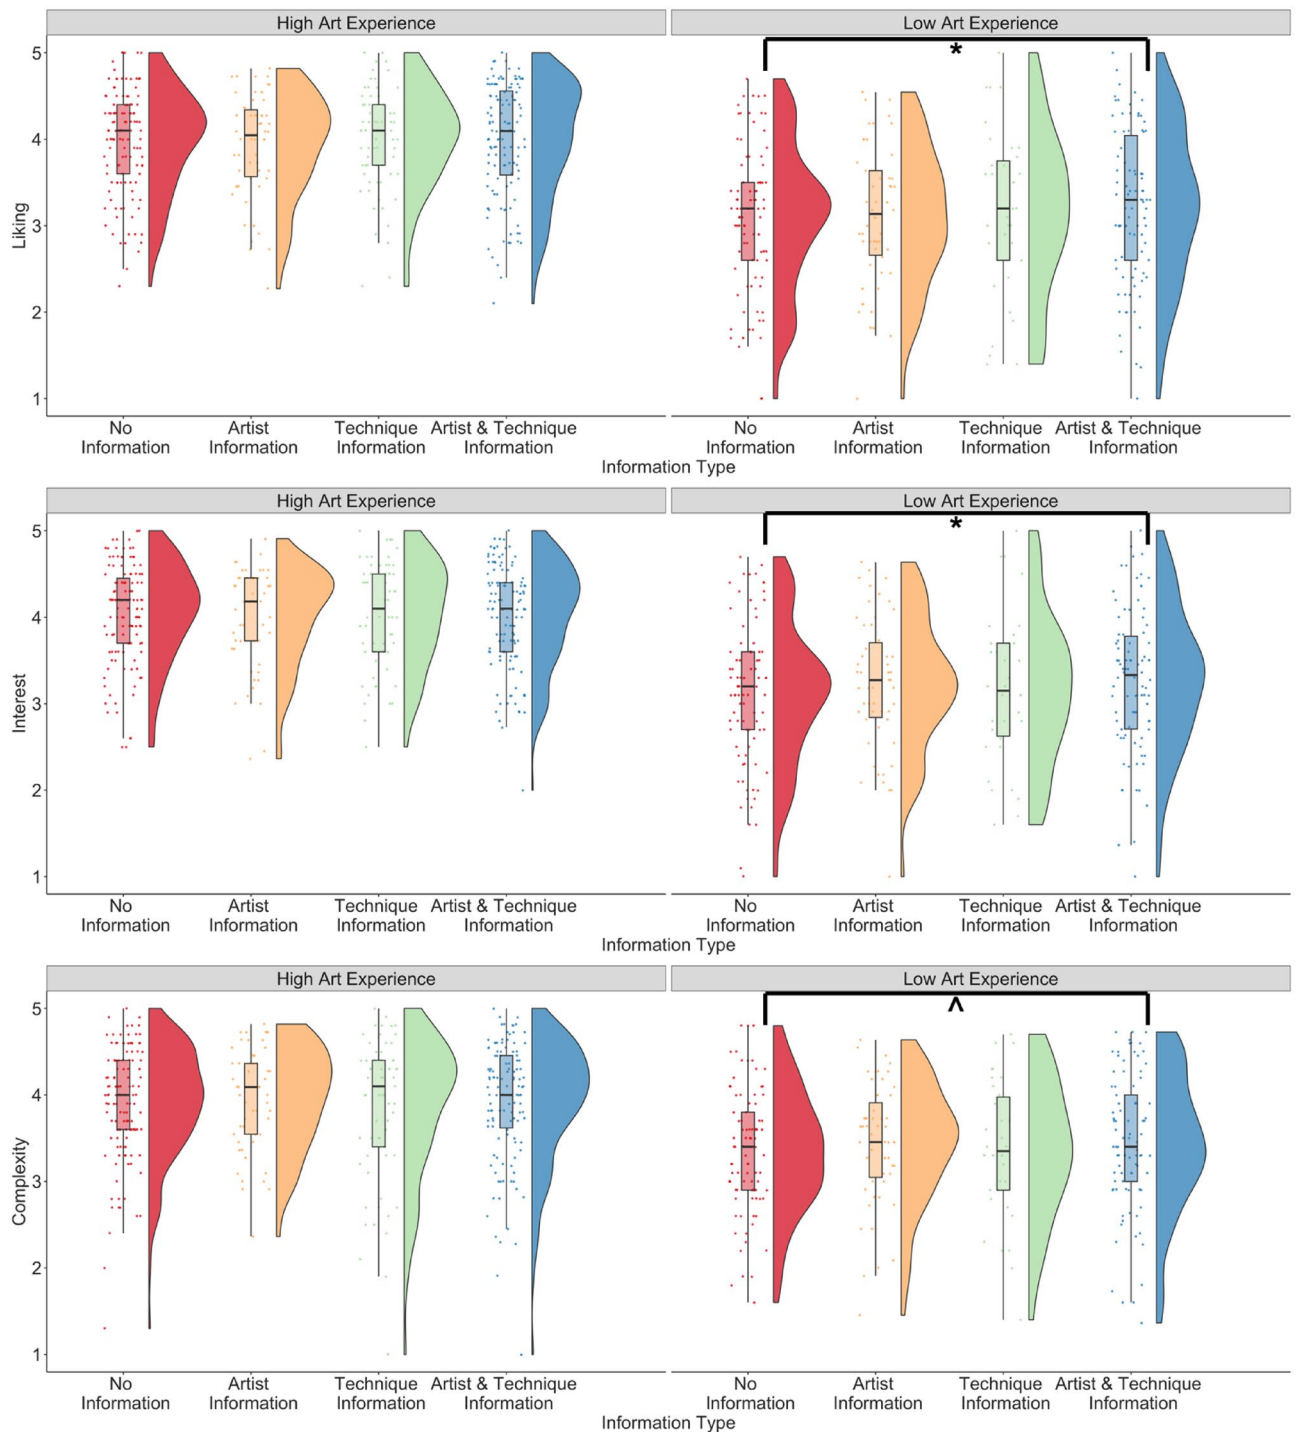 High Art Experience
Low Art Experience
*
Liking
5
4
3
2
1
No Information
Artist Information
Technique Information
Artist & Technique Information
No Information
Artist Information
Technique Information
Artist & Technique Information
Information Type
High Art Experience
Low Art Experience
*
Interest
5
4
3
2
1
No Information
Artist Information
Technique Information
Artist & Technique Information
No Information
Artist Information
Technique Information
Artist & Technique Information
Information Type
High Art Experience
Low Art Experience
^
Complexity
5
4
3
2
1
No Information
Artist Information
Technique Information
Artist & Technique Information
No Information
Artist Information
Technique Information
Artist & Technique Information
Information Type